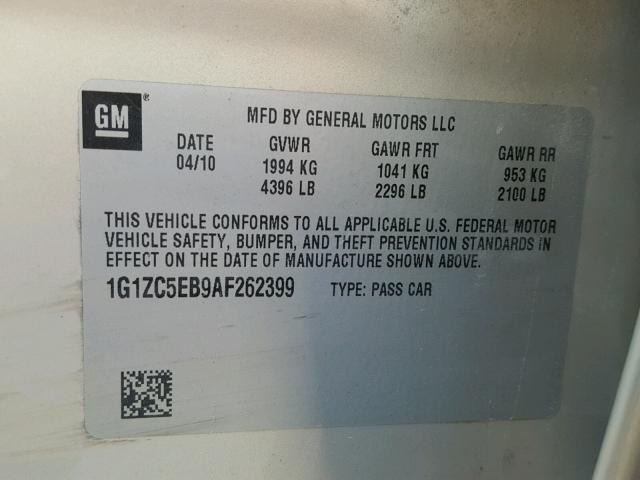 GM®
MFD BY GENERAL MOTORS LLC
DATE GVWR GAWR FRT GAWR RR
04/10 1994 KG 1041 KG 953 KG
4396 LB 2296 LB 2100 LB
THIS VEHICLE CONFORMS TO ALL APPLICABLE U.S. FEDERAL MOTOR
VEHICLE SAFETY, BUMPER, AND THEFT PREVENTION STANDARDS IN
EFFECT ON THE DATE OF MANUFACTURE SHOWN ABOVE.
1G1ZC5EB9AF262399 TYPE: PASS CAR